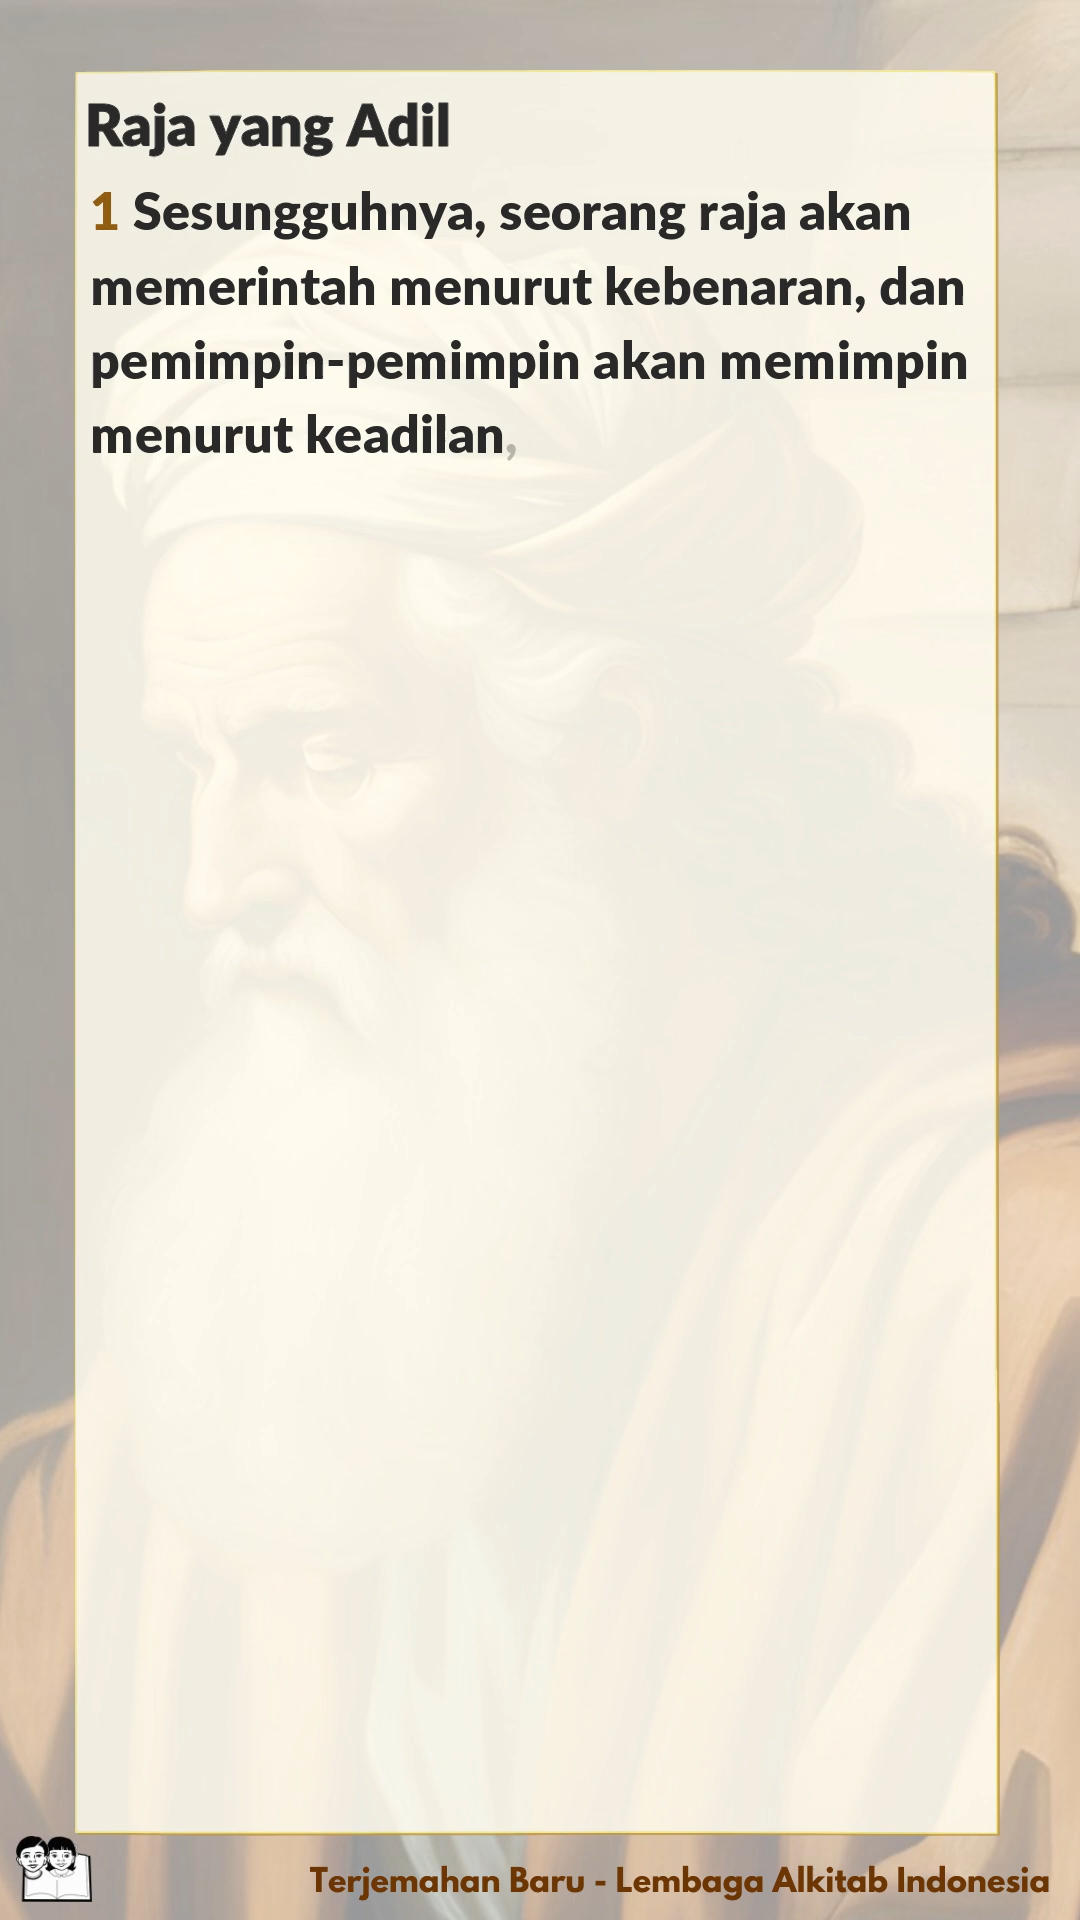 Raja yang Adil
1 Sesungguhnya, seorang raja akan
memerintah menurut kebenaran, dan
pemimpin-pemimpin akan memimpin
menurut keadilan,
Terjemahan Baru - Lembaga Alkitab Indonesia